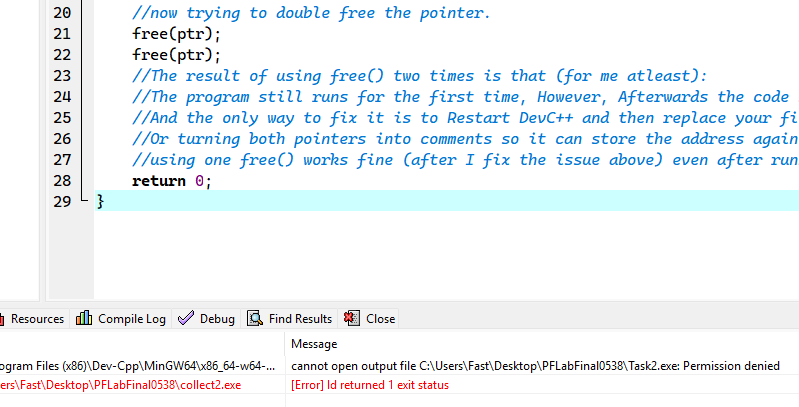 20 //now trying to double free the pointer.
21 free(ptr);
22 free(ptr);
23 //The result of using free() two times is that (for me atleast):
24 //The program still runs for the first time, However, Afterwards the code
25 //And the only way to fix it is to Restart DevC++ and then replace your fi
26 //Or turning both pointers into comments so it can store the address again
27 //using one free() works fine (after I fix the issue above) even after run
28 return 0;
29 }
Resources Compile Log Debug Find Results Close
Message
ogram Files (x86)\Dev-Cpp\MinGW64\x86_64-w64-... cannot open output file C:\Users\Fast\Desktop\PFLabFinal0538\Task2.exe: Permission denied
ers\Fast\Desktop\PFLabFinal0538\collect2.exe [Error] ld returned 1 exit status